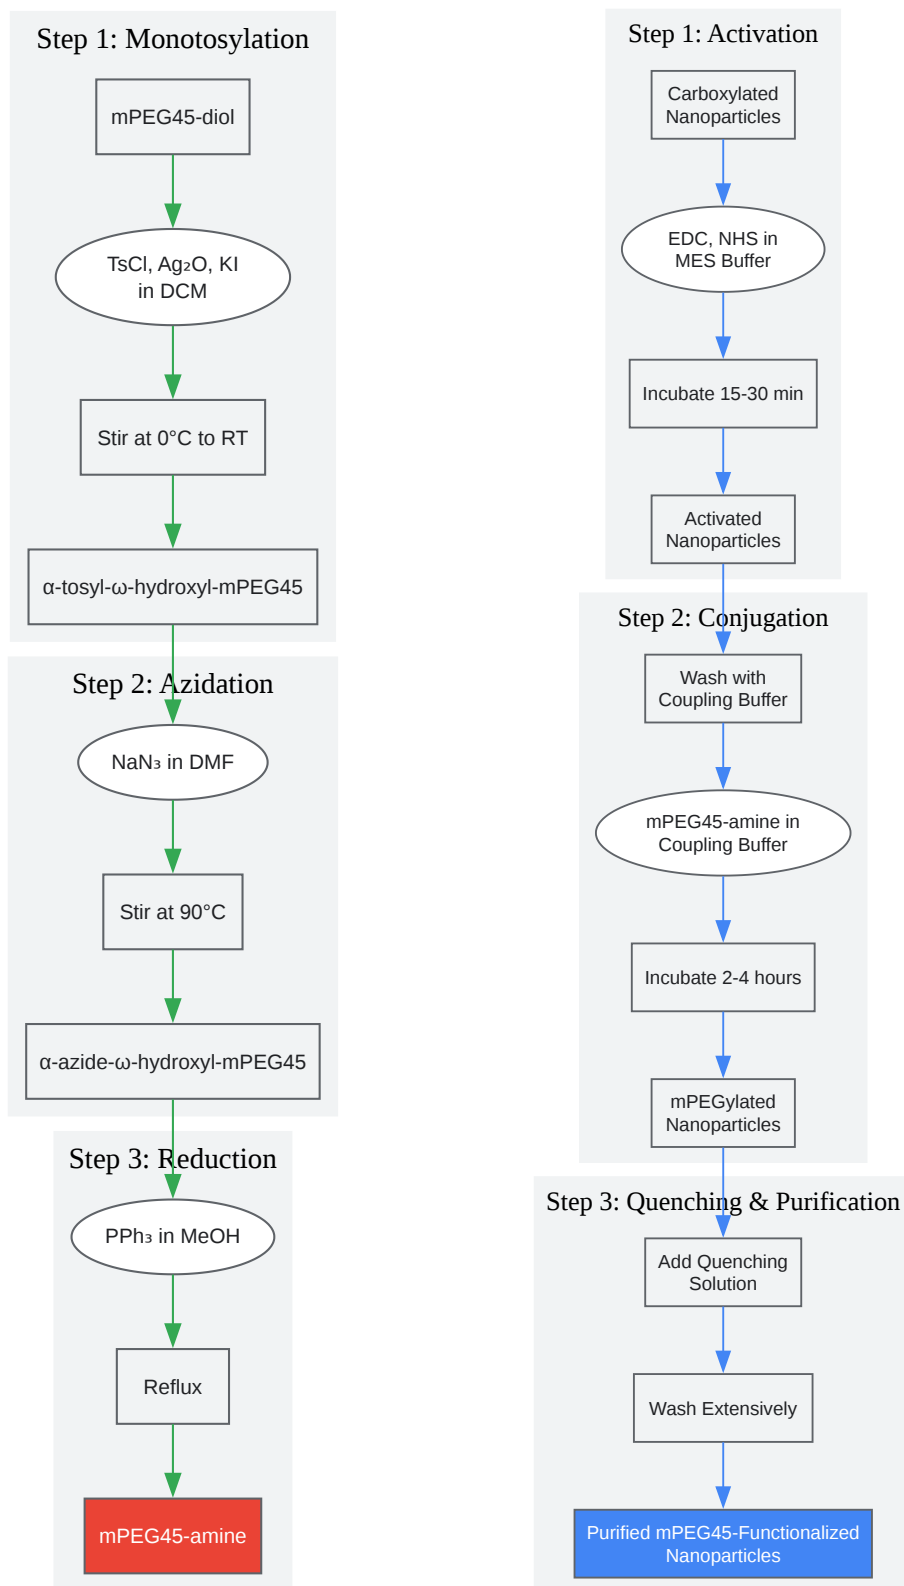 Step 1: Monotosylation
mPEG45-diol
TsCl, Ag₂O, KI
in DCM
Stir at 0°C to RT
α-tosyl-ω-hydroxyl-mPEG45
Step 2: Azidation
NaN₃ in DMF
Stir at 90°C
α-azide-ω-hydroxyl-mPEG45
Step 3: Reduction
PPh₃ in MeOH
Reflux
mPEG45-amine
Step 1: Activation
Carboxylated
Nanoparticles
EDC, NHS in
MES Buffer
Incubate 15-30 min
Activated
Nanoparticles
Step 2: Conjugation
Wash with
Coupling Buffer
mPEG45-amine in
Coupling Buffer
Incubate 2-4 hours
mPEGylated
Nanoparticles
Step 3: Quenching & Purification
Add Quenching
Solution
Wash Extensively
Purified mPEG45-Functionalized
Nanoparticles